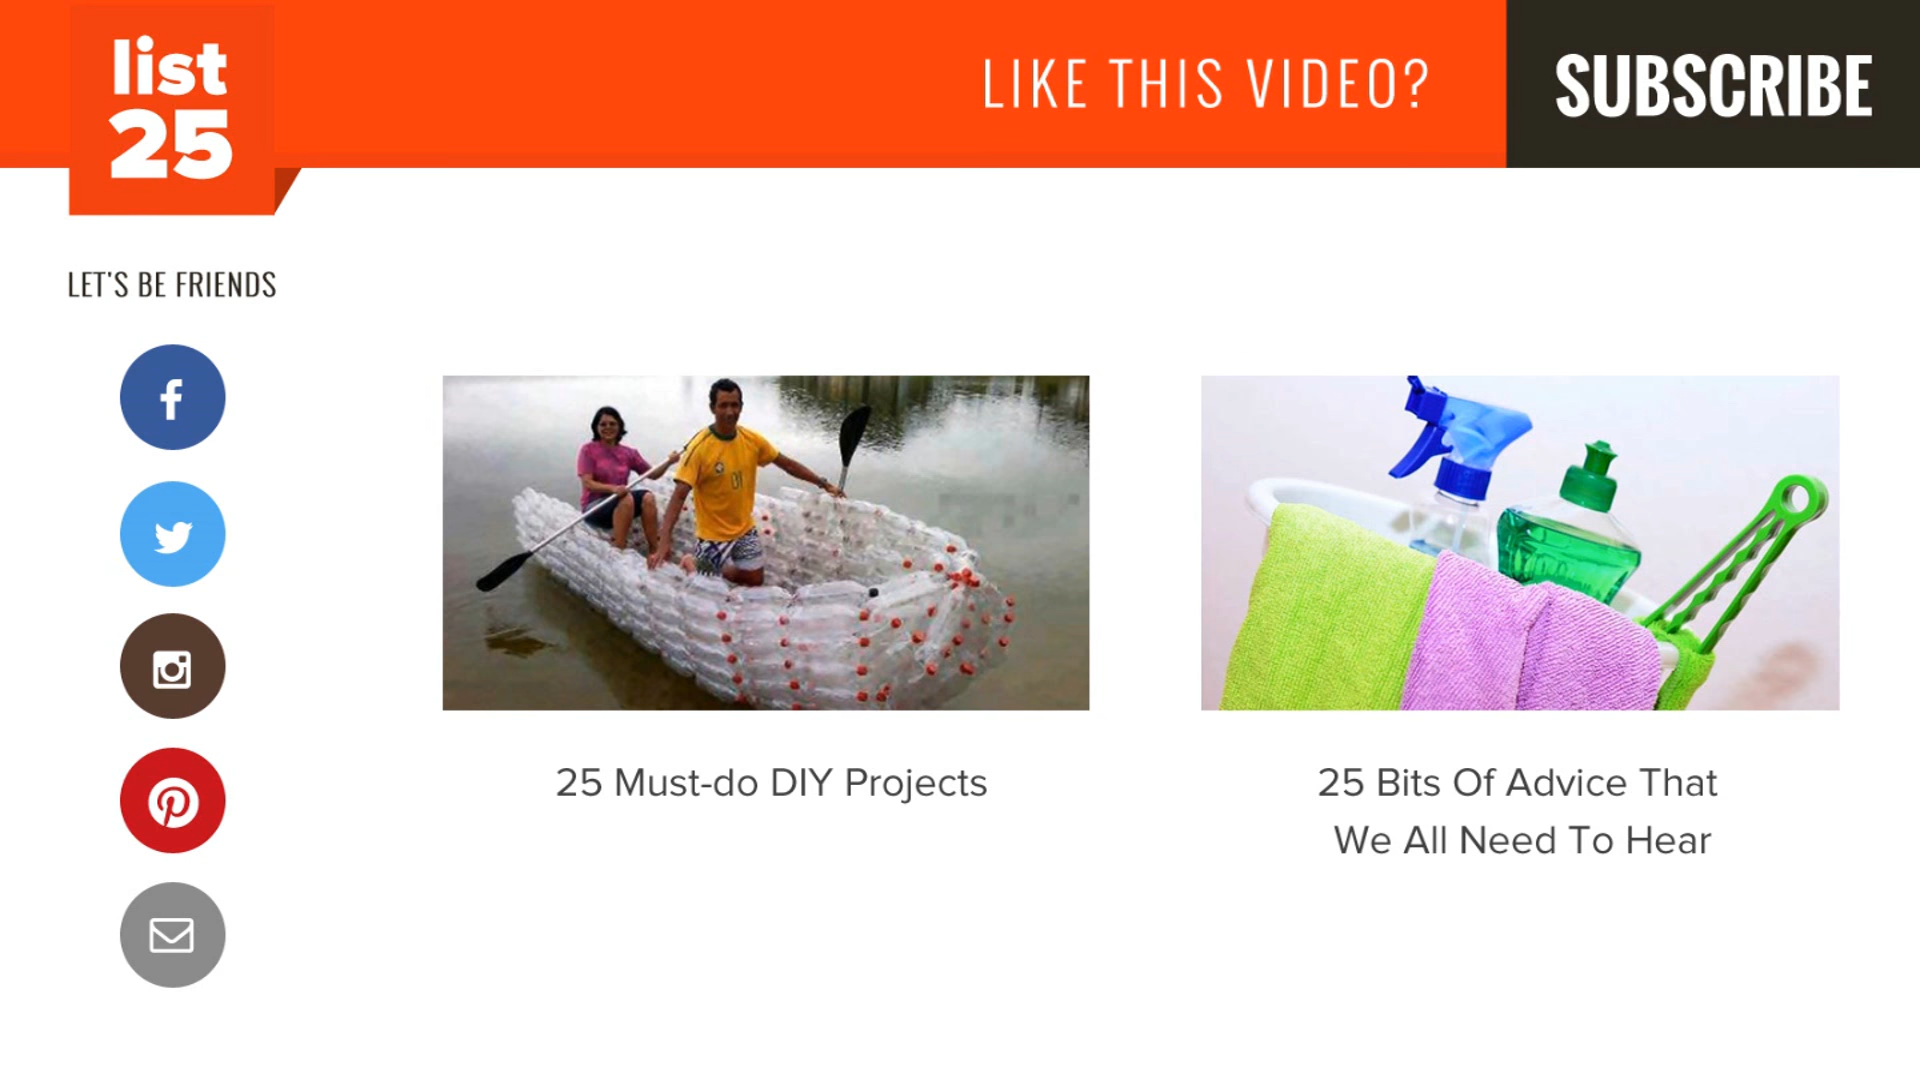 list
25
LIKE THIS VIDEO?
SUBSCRIBE
LET'S BE FRIENDS
25 Must-do DIY Projects
25 Bits Of Advice That
We All Need To Hear